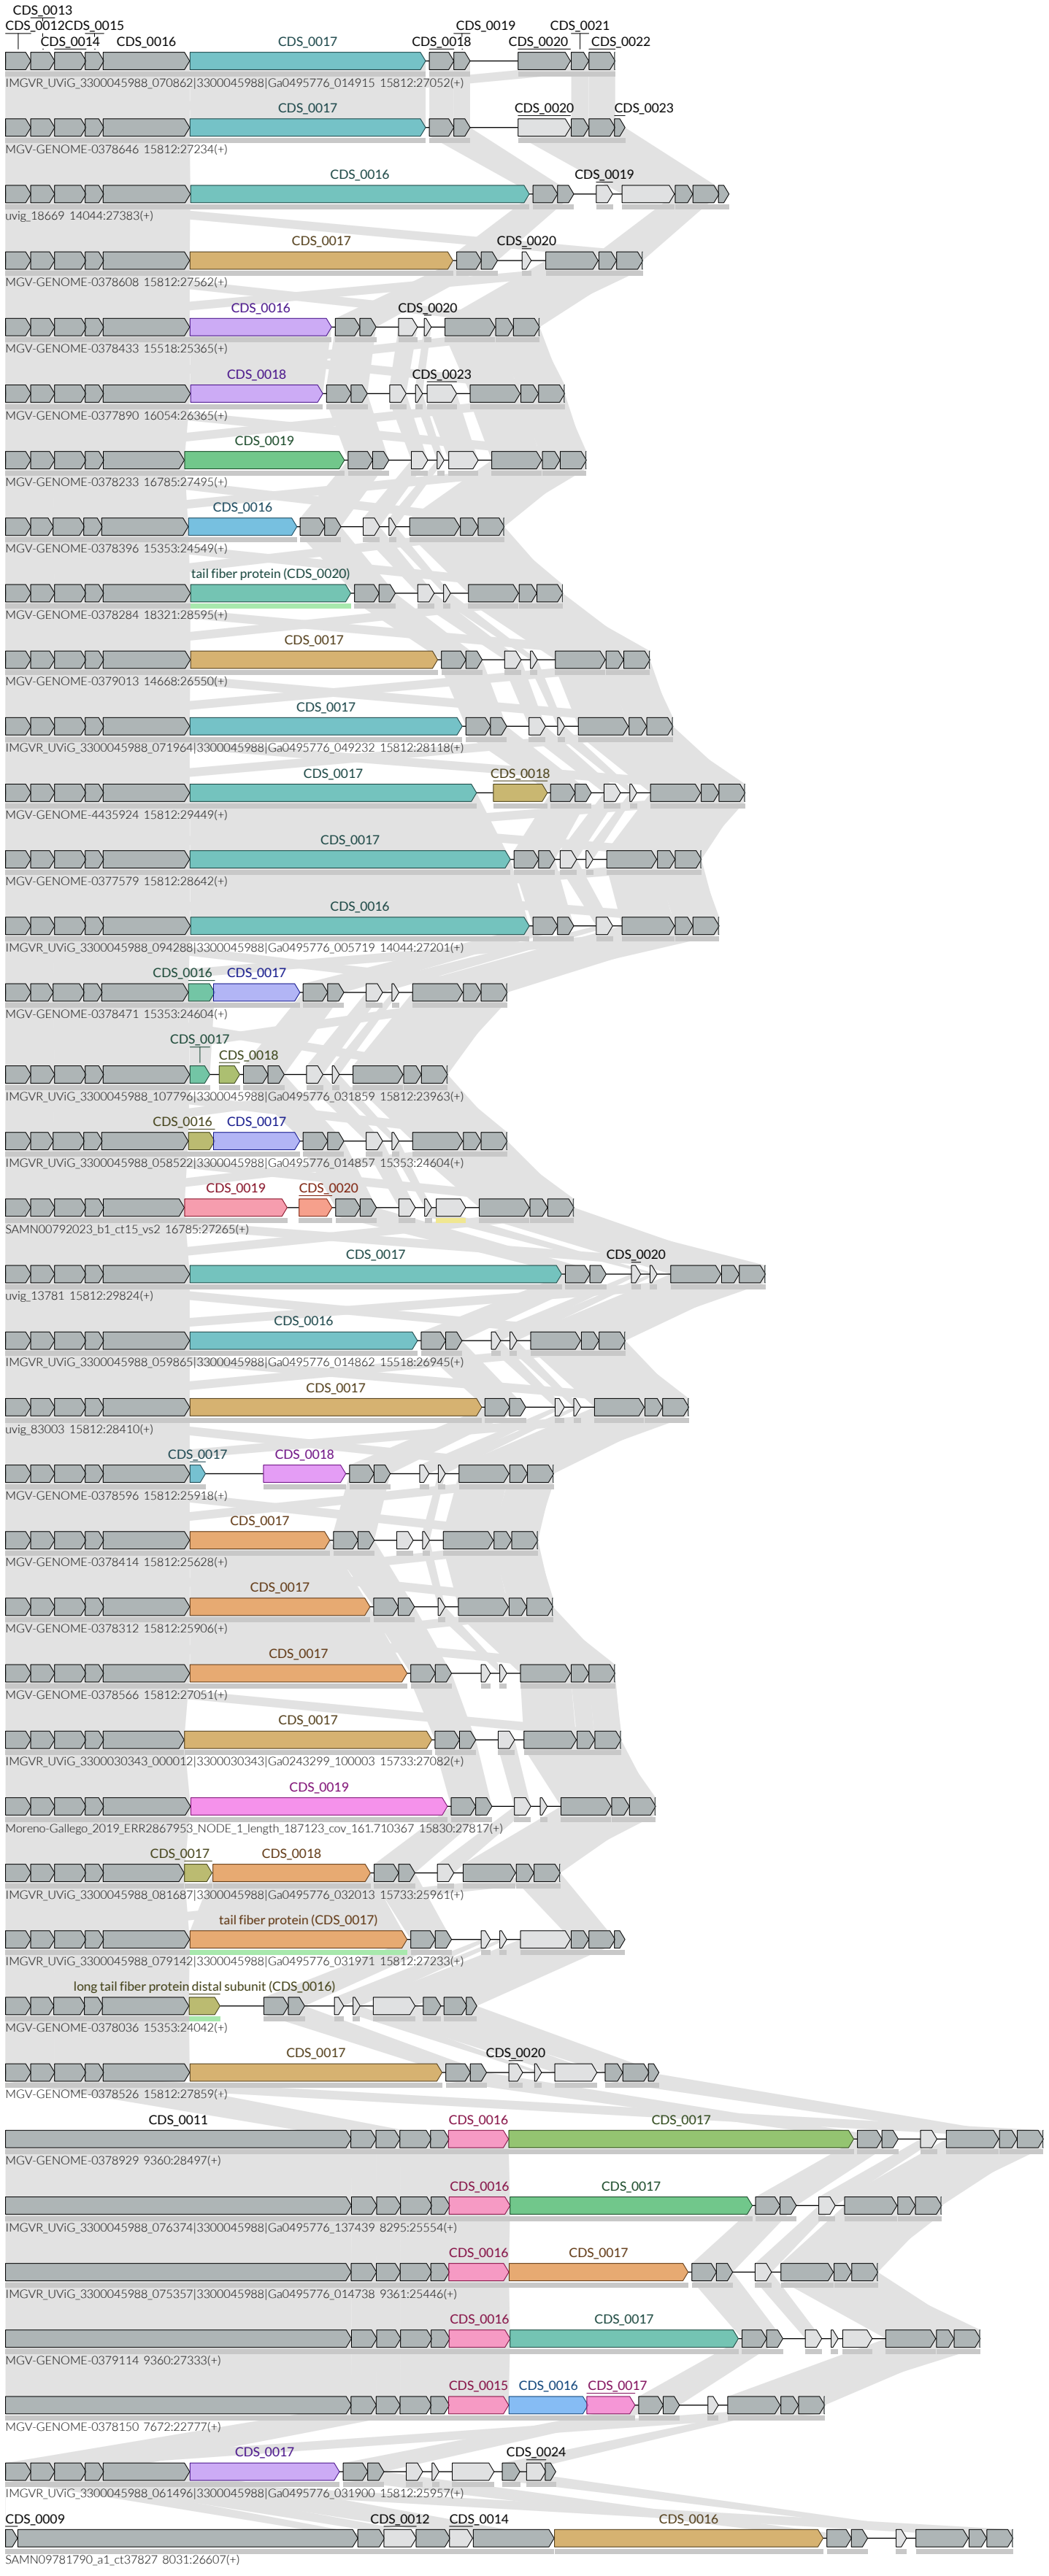 CDS_0013
CDS_0012 CDS_0015 CDS_0019 CDS_0021
CDS_0014 CDS_0016 CDS_0017 CDS_0018 CDS_0020 CDS_0022
IMGVR_UViG_3300045988_070862|3300045988|Ga0495776_014915 15812:27052(+)
CDS_0017 CDS_0020 CDS_0023
MGV-GENOME-0378646 15812:27234(+)
CDS_0016 CDS_0019
uvig_18669 14044:27383(+)
CDS_0017 CDS_0020
MGV-GENOME-0378608 15812:27562(+)
CDS_0016 CDS_0020
MGV-GENOME-0378433 15518:25365(+)
CDS_0018 CDS_0023
MGV-GENOME-0377890 16054:26365(+)
CDS_0019
MGV-GENOME-0378233 16785:27495(+)
CDS_0016
MGV-GENOME-0378396 15353:24549(+)
tail fiber protein (CDS_0020)
MGV-GENOME-0378284 18321:28595(+)
CDS_0017
MGV-GENOME-0379013 14668:26550(+)
CDS_0017
IMGVR_UViG_3300045988_071964|3300045988|Ga0495776_049232 15812:28118(+)
CDS_0017 CDS_0018
MGV-GENOME-4435924 15812:29449(+)
CDS_0017
MGV-GENOME-0377579 15812:28642(+)
CDS_0016
IMGVR_UViG_3300045988_094288|3300045988|Ga0495776_005719 14044:27201(+)
CDS_0016 CDS_0017
MGV-GENOME-0378471 15353:24604(+)
CDS_0017
CDS_0018
IMGVR_UViG_3300045988_107796|3300045988|Ga0495776_031859 15812:23963(+)
CDS_0016 CDS_0017
IMGVR_UViG_3300045988_058522|3300045988|Ga0495776_014857 15353:24604(+)
CDS_0019 CDS_0020
SAMN00792023_b1_ct15_vs2 16785:27265(+)
CDS_0017 CDS_0020
uvig_13781 15812:29824(+)
CDS_0016
IMGVR_UViG_3300045988_059865|3300045988|Ga0495776_014862 15518:26945(+)
CDS_0017
uvig_83003 15812:28410(+)
CDS_0017 CDS_0018
MGV-GENOME-0378596 15812:25918(+)
CDS_0017
MGV-GENOME-0378414 15812:25628(+)
CDS_0017
MGV-GENOME-0378312 15812:25906(+)
CDS_0017
MGV-GENOME-0378566 15812:27051(+)
CDS_0017
IMGVR_UViG_3300030343_000012|3300030343|Ga0243299_100003 15733:27082(+)
CDS_0019
Moreno-Gallego_2019_ERR2867953_NODE_1_length_187123_cov_161.710367 15830:27817(+)
CDS_0017 CDS_0018
IMGVR_UViG_3300045988_081687|3300045988|Ga0495776_032013 15733:25961(+)
tail fiber protein (CDS_0017)
IMGVR_UViG_3300045988_079142|3300045988|Ga0495776_031971 15812:27233(+)
long tail fiber protein distal subunit (CDS_0016)
MGV-GENOME-0378036 15353:24042(+)
CDS_0017 CDS_0020
MGV-GENOME-0378526 15812:27859(+)
CDS_0011 CDS_0016 CDS_0017
MGV-GENOME-0378929 9360:28497(+)
CDS_0016 CDS_0017
IMGVR_UViG_3300045988_076374|3300045988|Ga0495776_137439 8295:25554(+)
CDS_0016 CDS_0017
IMGVR_UViG_3300045988_075357|3300045988|Ga0495776_014738 9361:25446(+)
CDS_0016 CDS_0017
MGV-GENOME-0379114 9360:27333(+)
CDS_0015 CDS_0016 CDS_0017
MGV-GENOME-0378150 7672:22777(+)
CDS_0017 CDS_0024
IMGVR_UViG_3300045988_061496|3300045988|Ga0495776_031900 15812:25957(+)
CDS_0009 CDS_0012 CDS_0014 CDS_0016
SAMN09781790_a1_ct37827 8031:26607(+)